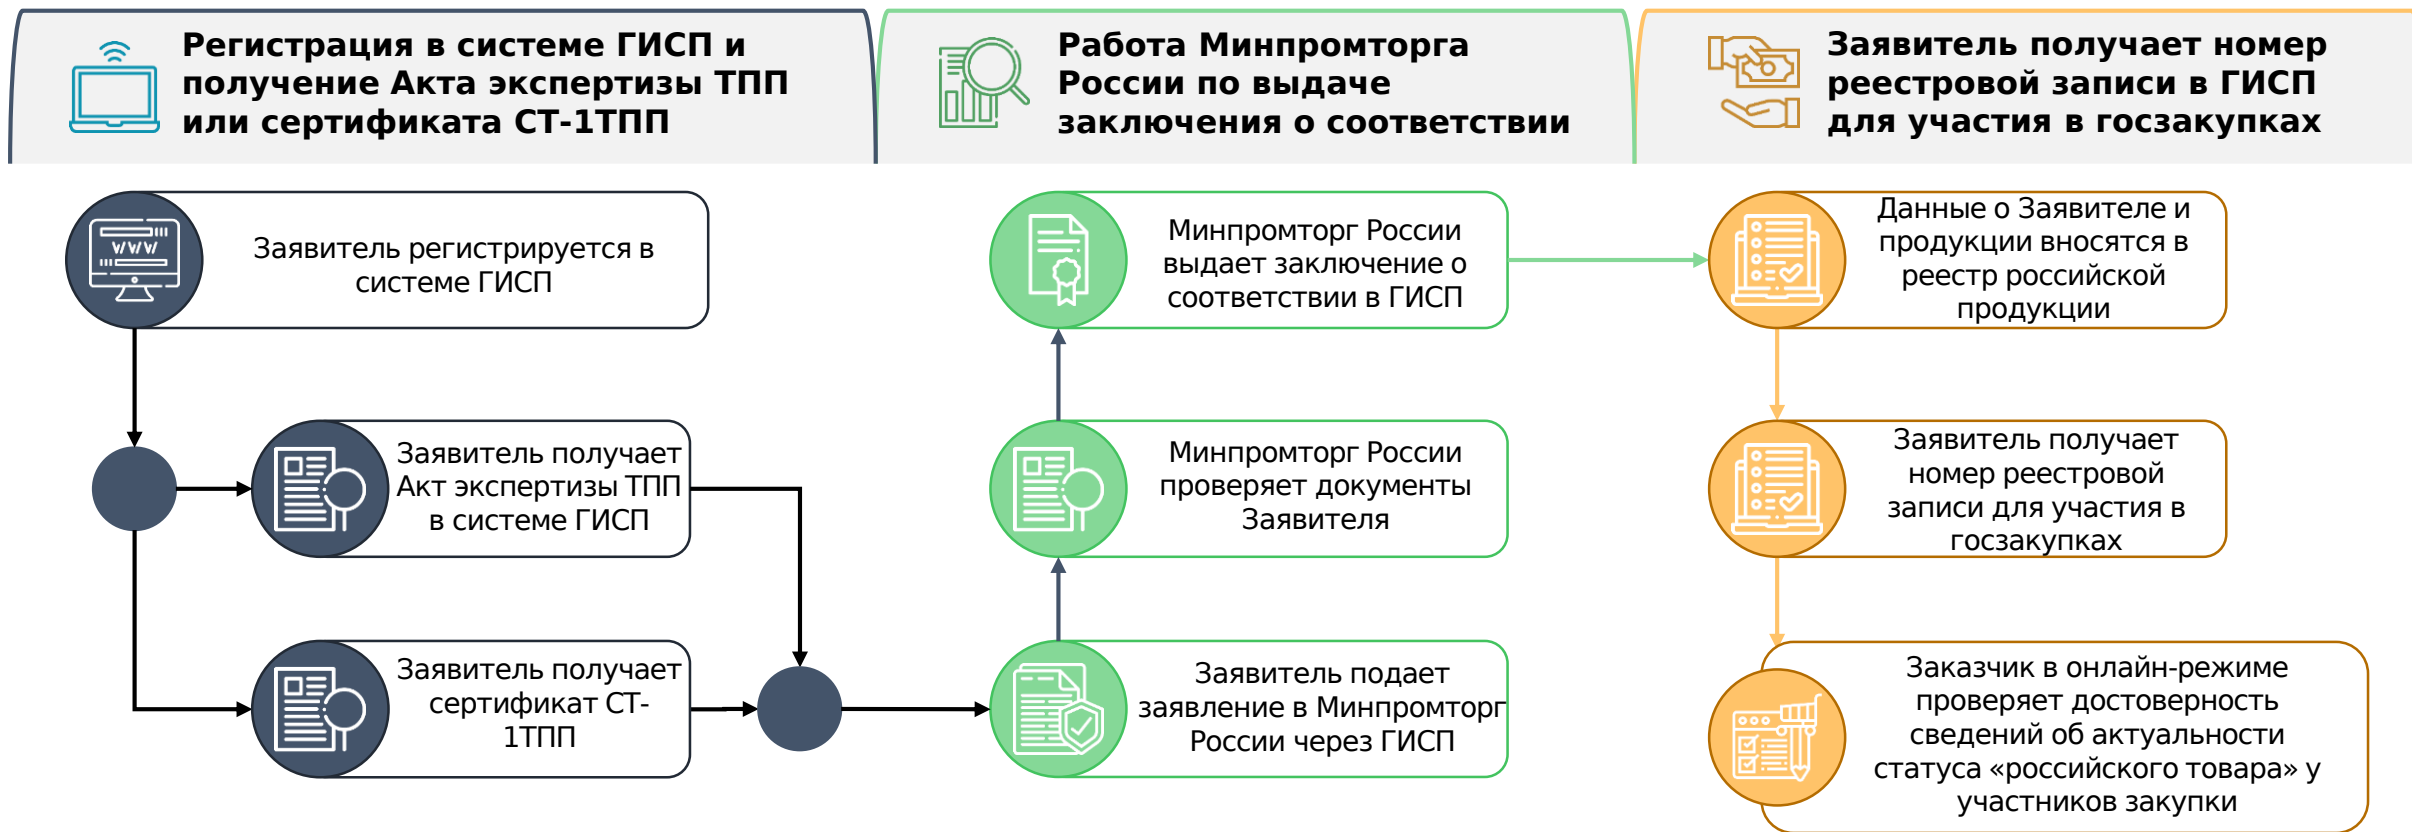 Регистрация в системе ГИСП и
получение Акта экспертизы ТПП
или сертификата СТ-1ТПП
Работа Минпромторга
России по выдаче
заключения о соответствии
Заявитель получает номер
реестровой записи в ГИСП
для участия в госзакупках
WWW
Заявитель регистрируется в
системе ГИСП
Заявитель получает
Акт экспертизы ТПП
в системе ГИСП
Заявитель получает
сертификат СТ-
1ТПП
Минпромторг России
выдает заключение о
соответствии в ГИСП
Минпромторг России
проверяет документы
Заявителя
Заявитель подает
заявление в Минпромторг
России через ГИСП
Данные о Заявителе и
продукции вносятся в
реестр российской
продукции
Заявитель получает
номер реестровой
записи для участия в
госзакупках
Заказчик в онлайн-режиме
проверяет достоверность
сведений об актуальности
статуса «российского товара» у
участников закупки